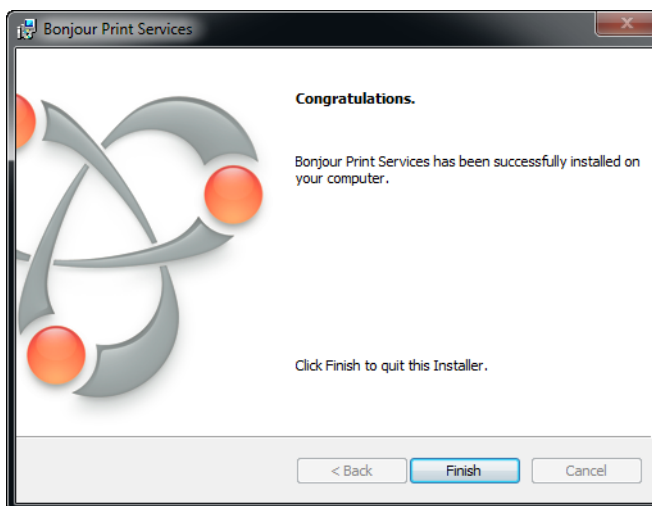 Bonjour Print Services
Congratulations.
Bonjour Print Services has been successfully installed on
your computer.
Click Finish to quit this Installer.
< Back
Finish
Cancel